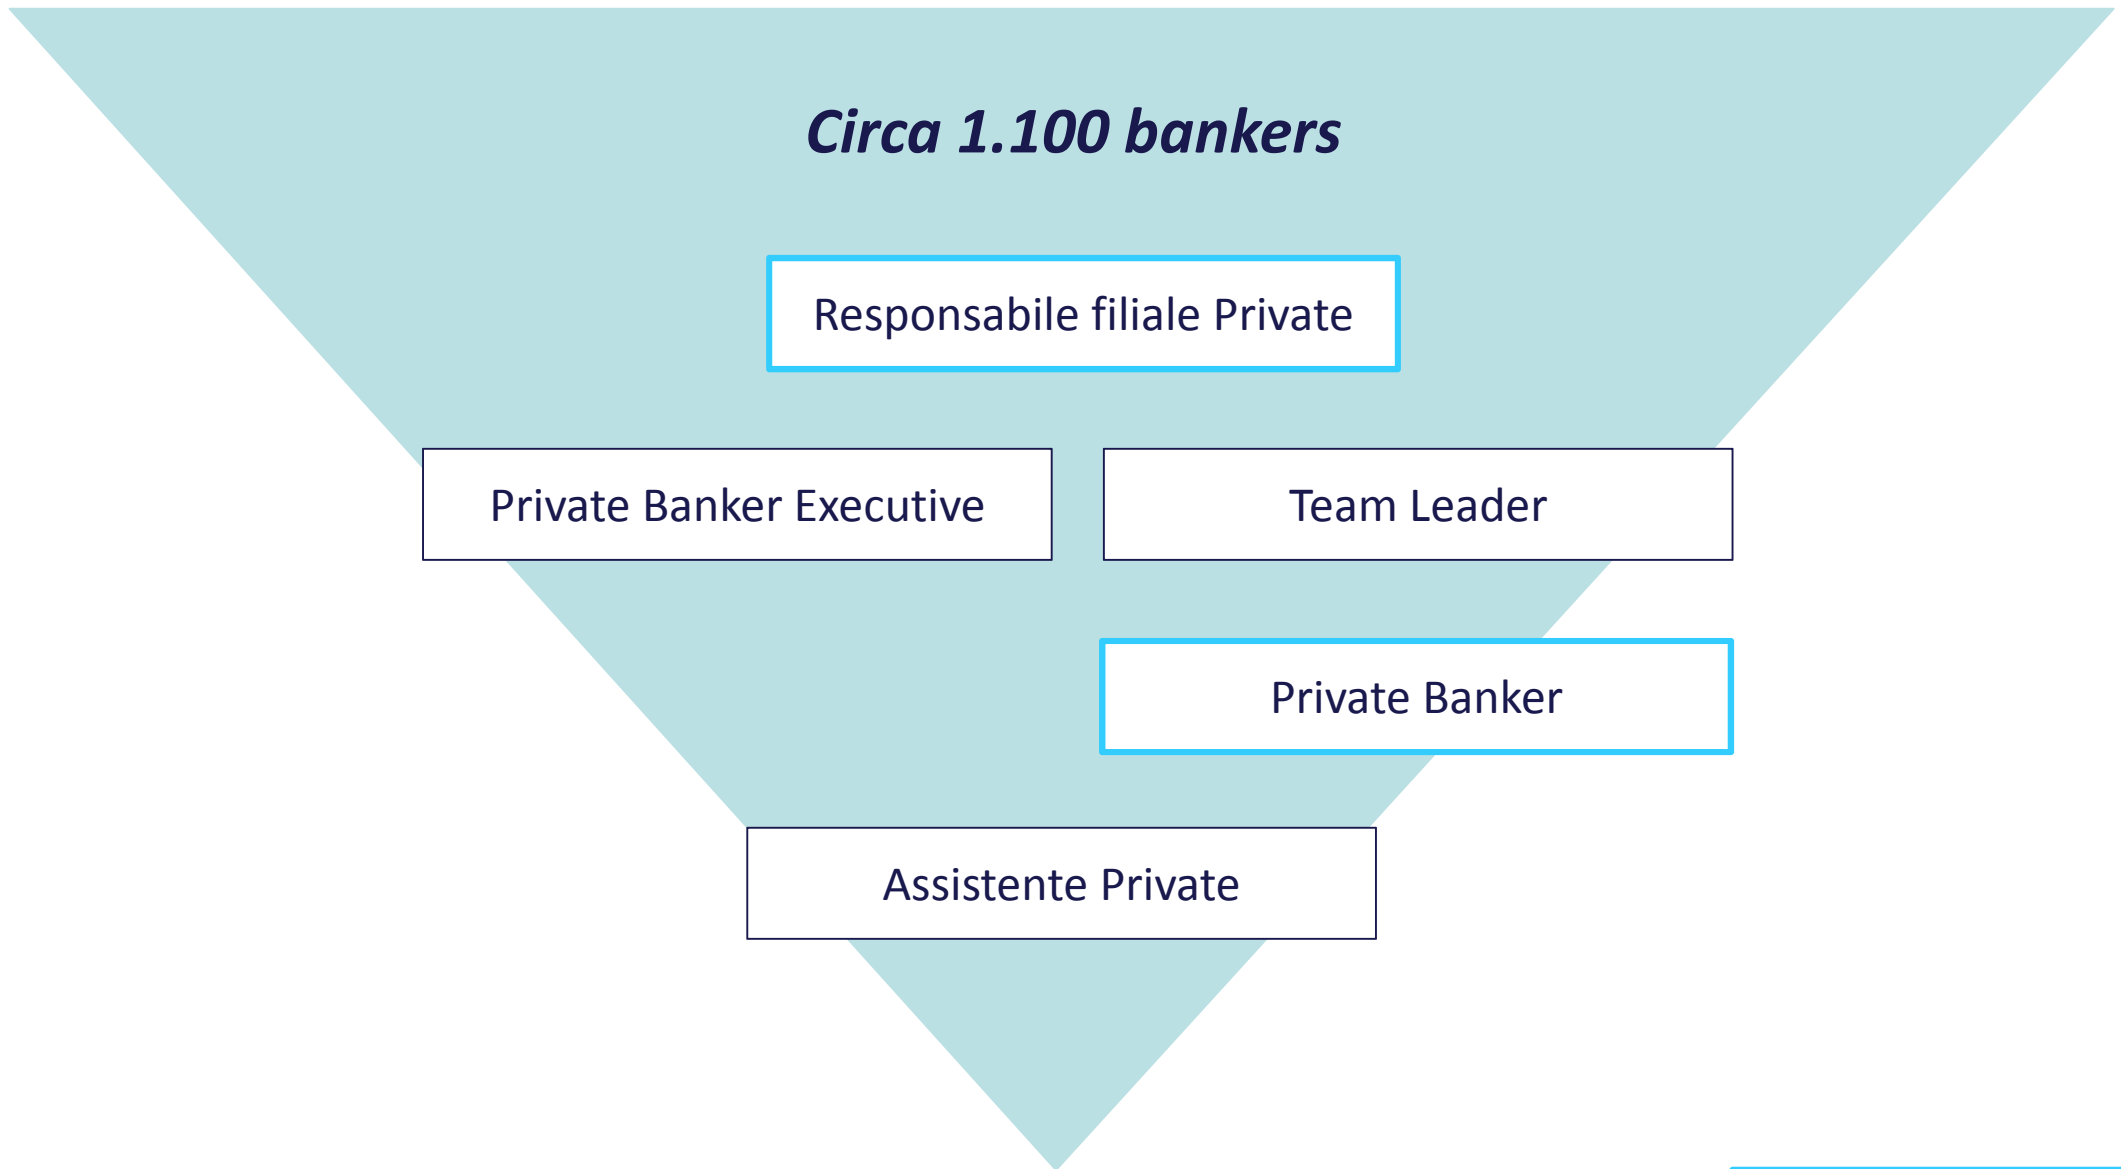 Circa 1.100 bankers
Responsabile filiale Private
Private Banker Executive
Team Leader
Private Banker
Assistente Private